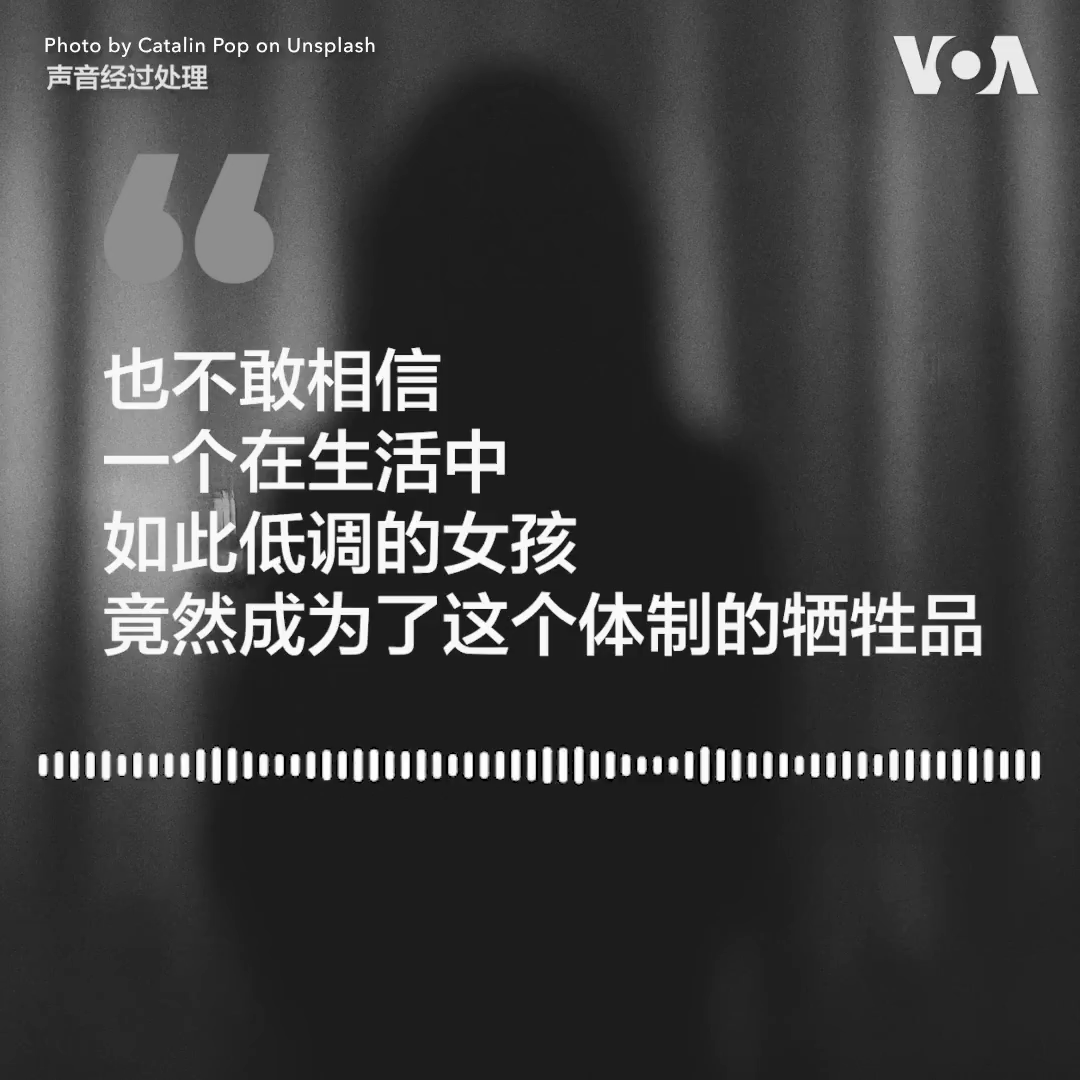 Photo by Catalin Pop on Unsplash
声音经过处理
VOA
“
也不敢相信
一个在生活中
如此低调的女孩
竟然成为了这个体制的牺牲品